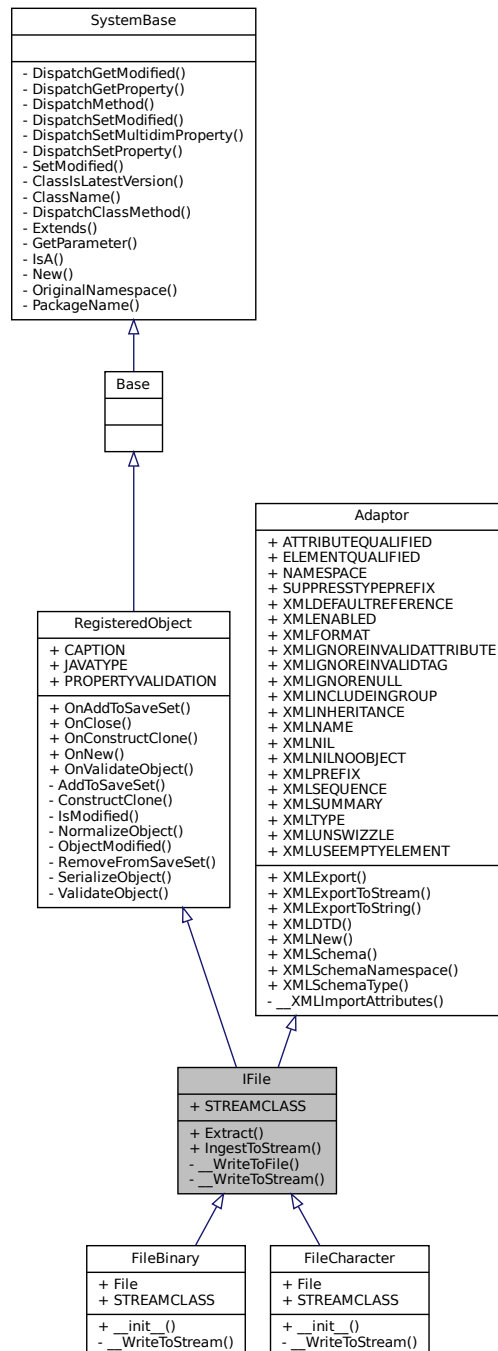 SystemBase
- DispatchGetModified()
- DispatchGetProperty()
- DispatchMethod()
- DispatchSetModified()
- DispatchSetMultidimProperty()
- DispatchSetProperty()
- SetModified()
- ClassIsLatestVersion()
- ClassName()
- DispatchClassMethod()
- Extends()
- GetParameter()
- IsA()
- New()
- OriginalNamespace()
- PackageName()
Base
RegisteredObject
+ CAPTION
+ JAVATYPE
+ PROPERTYVALIDATION
+ OnAddToSaveSet()
+ OnClose()
+ OnConstructClone()
+ OnNew()
+ OnValidateObject()
- AddToSaveSet()
- ConstructClone()
- IsModified()
- NormalizeObject()
- ObjectModified()
- RemoveFromSaveSet()
- SerializeObject()
- ValidateObject()
Adaptor
+ ATTRIBUTEQUALIFIED
+ ELEMENTQUALIFIED
+ NAMESPACE
+ SUPPRESSTYPEPREFIX
+ XMLDEFAULTREFERENCE
+ XMLENABLED
+ XMLFORMAT
+ XMLIGNOREINVALIDATTRIBUTE
+ XMLIGNOREINVALIDTAG
+ XMLIGNORENULL
+ XMLINCLUDEINGROUP
+ XMLINHERITANCE
+ XMLNAME
+ XMLNIL
+ XMLNILNOOBJECT
+ XMLPREFIX
+ XMLSEQUENCE
+ XMLSUMMARY
+ XMLTYPE
+ XMLUNSWIZZLE
+ XMLUSEEMPTYELEMENT
+ XMLExport()
+ XMLExportToStream()
+ XMLExportToString()
+ XMLDTD()
+ XMLNew()
+ XMLSchema()
+ XMLSchemaNamespace()
+ XMLSchemaType()
- __XMLImportAttributes()
IFile
+ STREAMCLASS
+ Extract()
+ IngestToStream()
- __WriteToFile()
- __WriteToStream()
FileBinary
+ File
+ STREAMCLASS
+ __init__()
- __WriteToStream()
FileCharacter
+ File
+ STREAMCLASS
+ __init__()
- __WriteToStream()